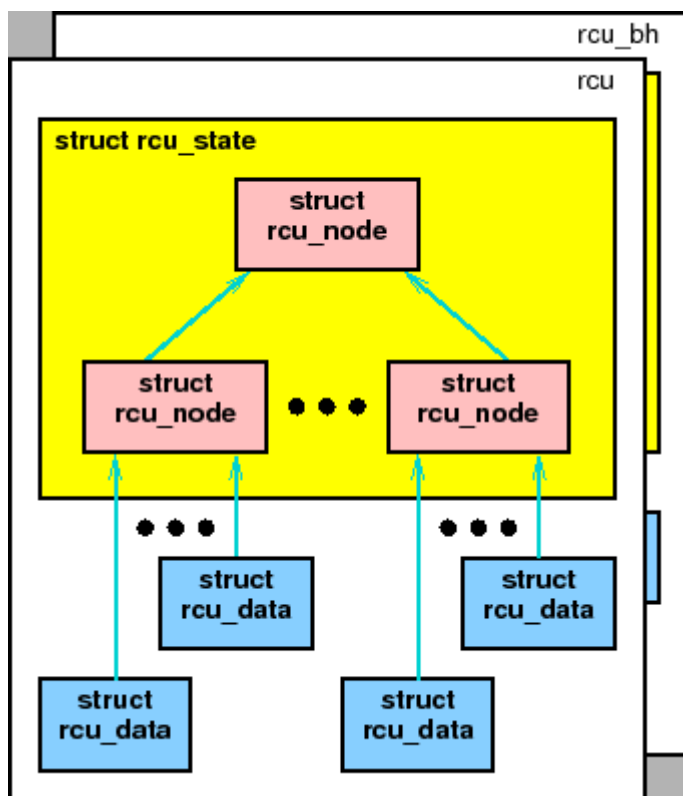 rcu_bh
rcu
struct rcu_state
struct
rcu_node
struct
rcu_node
struct
rcu_node
struct
rcu_data
struct
rcu_data
struct
rcu_data
struct
rcu_data